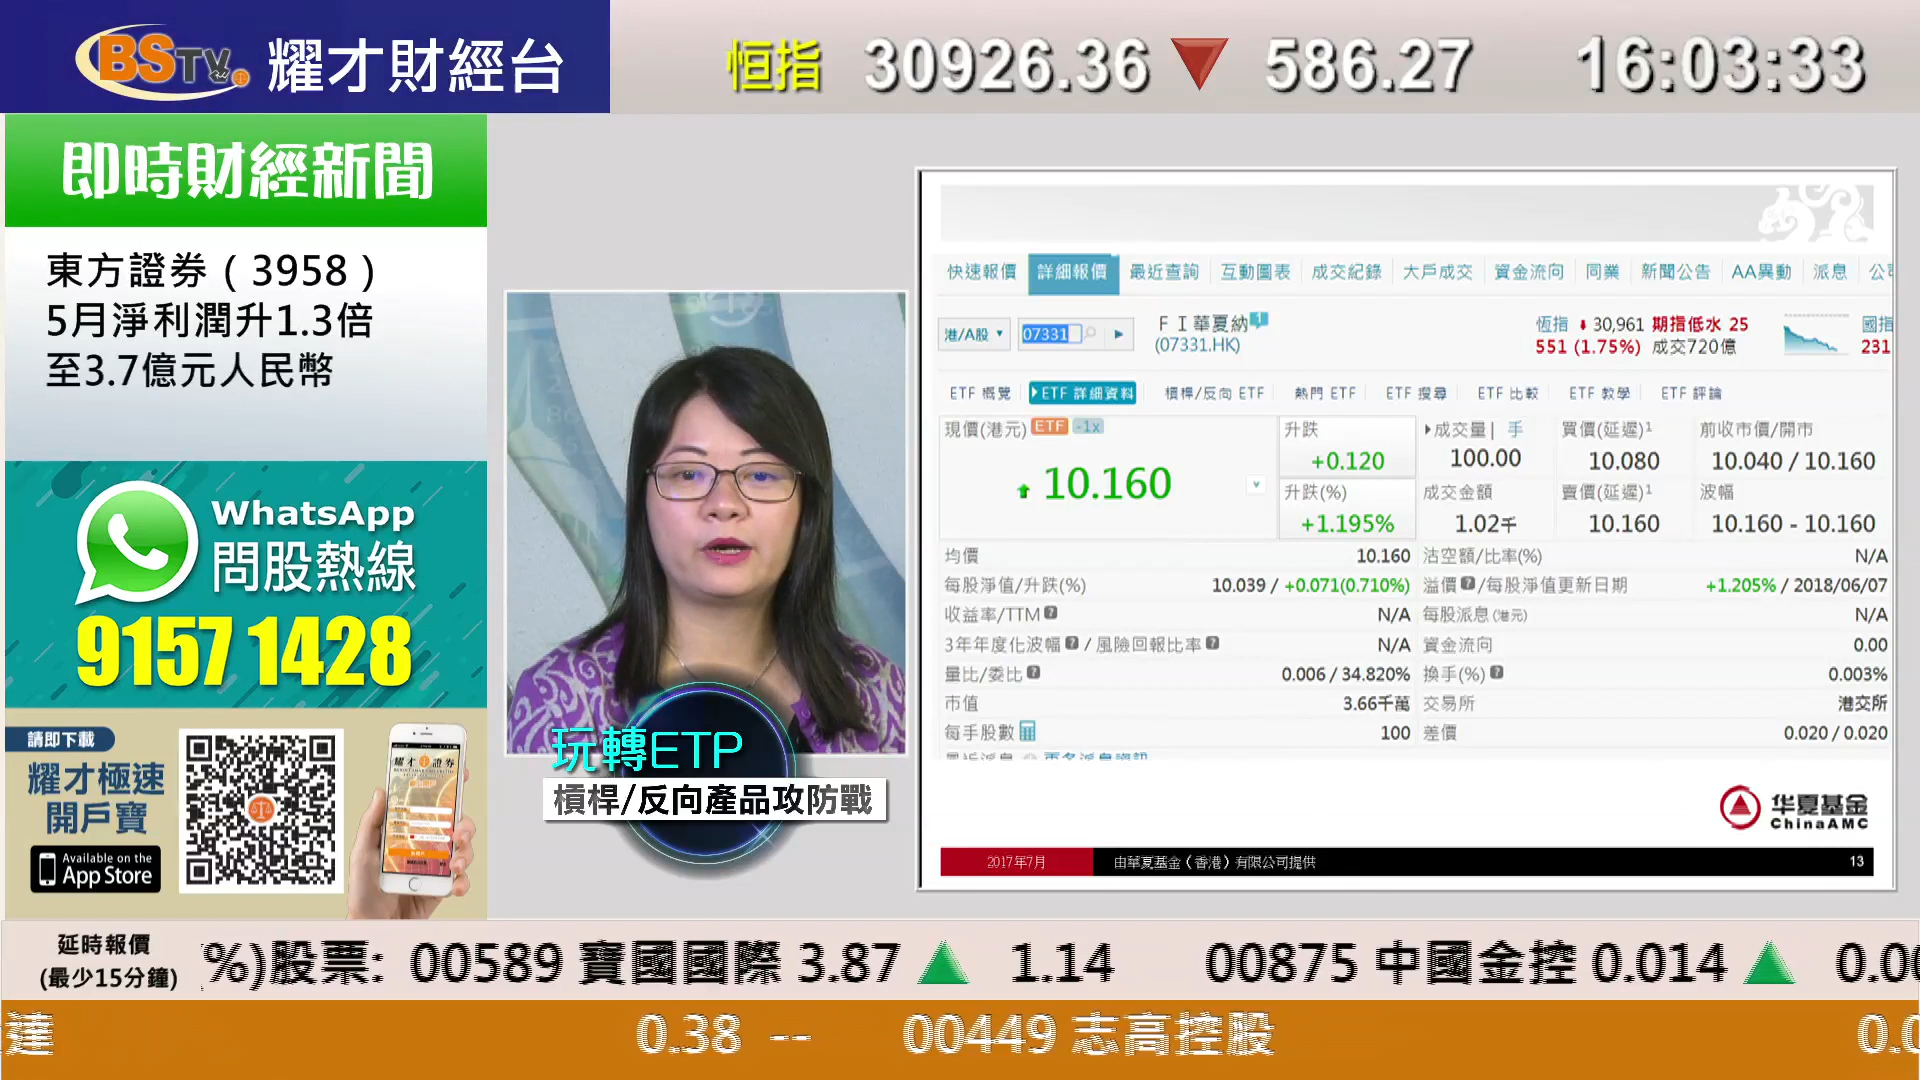 BSTV 耀才財經台
恒指 30926.36 ▼ 586.27 16:03:33
即時財經新聞
東方證券（3958）
5月淨利潤升1.3倍
至3.7億元人民幣
WhatsApp
問股熱線
9157 1428
請即下載
耀才極速
開戶寶
Available on the
App Store
耀才證券
玩轉ETP
槓桿/反向產品攻防戰
快速報價 詳細報價 最近查詢 互動圖表 成交紀錄 大戶成交 資金流向 同業 新聞公告 AA異動 派息
港/A股 07331 ＦＩ華夏納 1
(07331.HK)
恆指 30,961 期指低水 25 國指
551 (1.75%) 成交720億 231
ETF 概覽 ETF 詳細資料 槓桿/反向 ETF 熱門 ETF ETF 搜尋 ETF 比較 ETF 教學 ETF 評論
現價(港元) ETF -1x 升跌 成交量| 手 買價(延遲)1 前收市價/開市
10.160 +0.120 100.00 10.080 10.040 / 10.160
升跌(%) 成交金額 賣價(延遲)1 波幅
+1.195% 1.02千 10.160 10.160 - 10.160
均價 10.160 沽空額/比率(%) N/A
每股淨值/升跌(%) 10.039 / +0.071(0.710%) 溢價?/每股淨值更新日期 +1.205% / 2018/06/07
收益率/TTM? N/A 每股派息(港元) N/A
3年年度化波幅? / 風險回報比率? N/A 資金流向 0.00
量比/委比? 0.006 / 34.820% 換手(%)? 0.003%
市值 3.66千萬 交易所 港交所
每手股數 100 差價 0.020 / 0.020
华夏基金
ChinaAMC
2017年7月 由華夏基金（香港）有限公司提供 13
延時報價
(最少15分鐘)
%)股票: 00589 寶國國際 3.87 ▲ 1.14 00875 中國金控 0.014 ▲ 0.00
達 0.38 -- 00449 志高控股 0.0